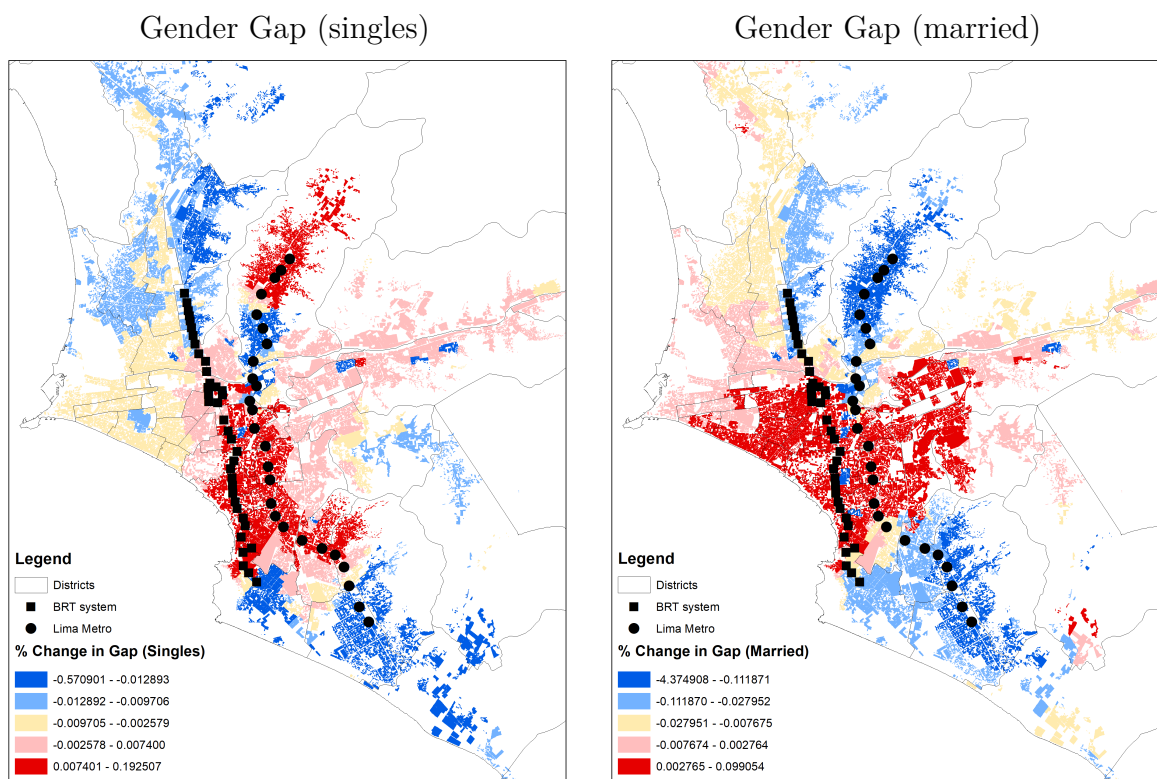 Gender Gap (singles)
Legend
Districts
BRT system
Lima Metro
% Change in Gap (Singles)
-0.570901 - -0.012893
-0.012892 - -0.009706
-0.009705 - -0.002579
-0.002578 - 0.007400
0.007401 - 0.192507
Gender Gap (married)
Legend
Districts
BRT system
Lima Metro
% Change in Gap (Married)
-4.374908 - -0.111871
-0.111870 - -0.027952
-0.027951 - -0.007675
-0.007674 - 0.002764
0.002765 - 0.099054